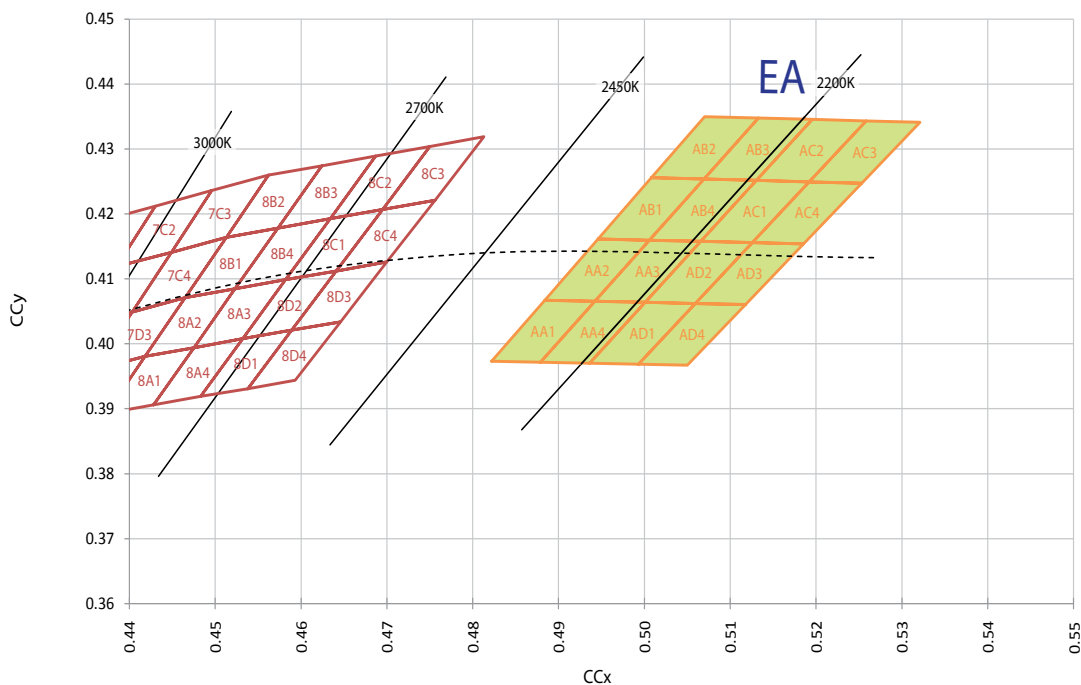 0.45
0.44
0.43
0.42
0.41
0.40
0.39
0.38
0.37
0.36
CCy
0.44
0.45
0.46
0.47
0.48
0.49
0.50
0.51
0.52
0.53
0.54
0.55
CCx
3000K
2700K
2450K
EA
2200K
7C2
7C3
8B2
8B3
8C2
8C3
7C4
8B1
8B4
8C1
8C4
7D3
8A2
8A3
8D2
8D3
8A1
8A4
8D1
8D4
AB2
AB3
AC2
AC3
AB1
AB4
AC1
AC4
AA2
AA3
AD2
AD3
AA1
AA4
AD1
AD4